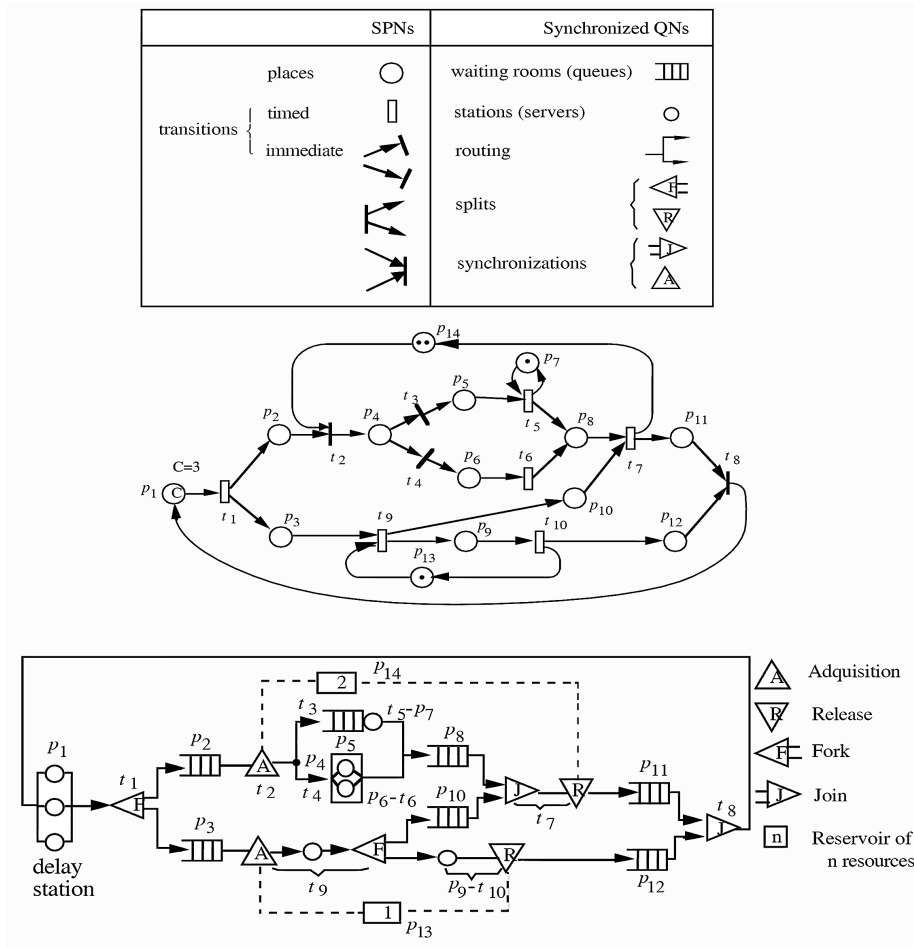 SPNs
Synchronized QNs
places
waiting rooms (queues)
timed
stations (servers)
transitions
immediate
routing
splits
F
R
synchronizations
J
A
p14
p7
p5
t3
p2
p4
t5
p8
p11
t2
t6
t7
t8
C=3
t4
p6
p1
C
t1
p10
p3
t9
p9
t10
p12
p13
p14
2
A
Adquisition
t3
t5-p7
R
Release
p1
p2
p5
p8
A
p4
F
Fork
t1
t2
t4
p11
F
p6-t6
p10
J
R
t8
J
Join
p3
t7
J
n
Reservoir of
n resources
A
F
R
delay
station
t9
p9-t10
p12
1
p13